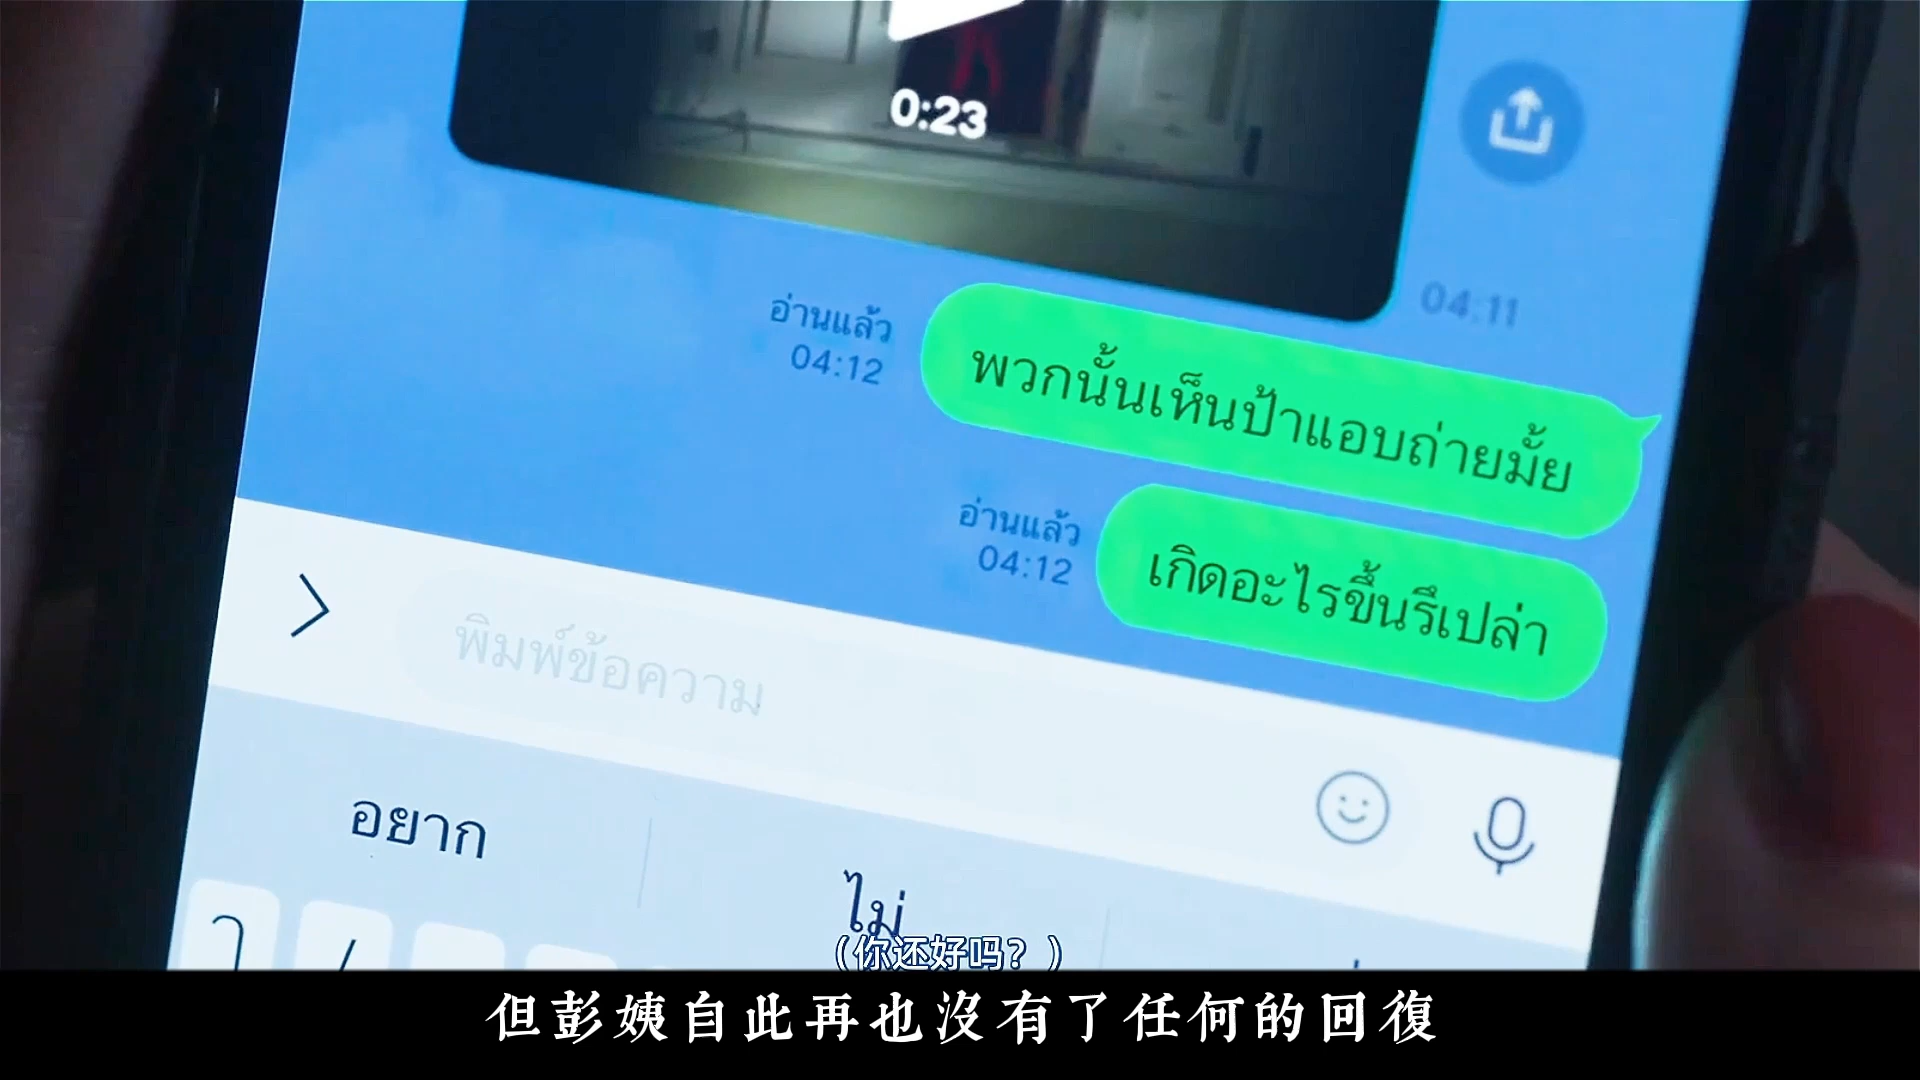 0:23
04:11
อ่านแล้ว
04:12
พวกนั้นเห็นป้าแอบถ่ายมั้ย
อ่านแล้ว
04:12
เกิดอะไรขึ้นรึเปล่า
พิมพ์ข้อความ
อยาก
ไม่
（你还好吗？）
但彭姨自此再也沒有了任何的回復